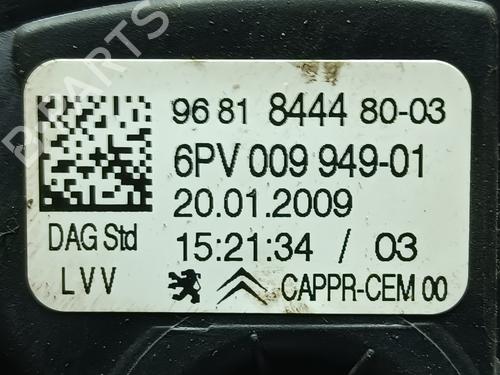 B PARTS
96 81 8444 80-03
6PV 009 949-01
20.01.2009
DAG Std
15:21:34 / 03
LVV
CAPPR-CEM 00